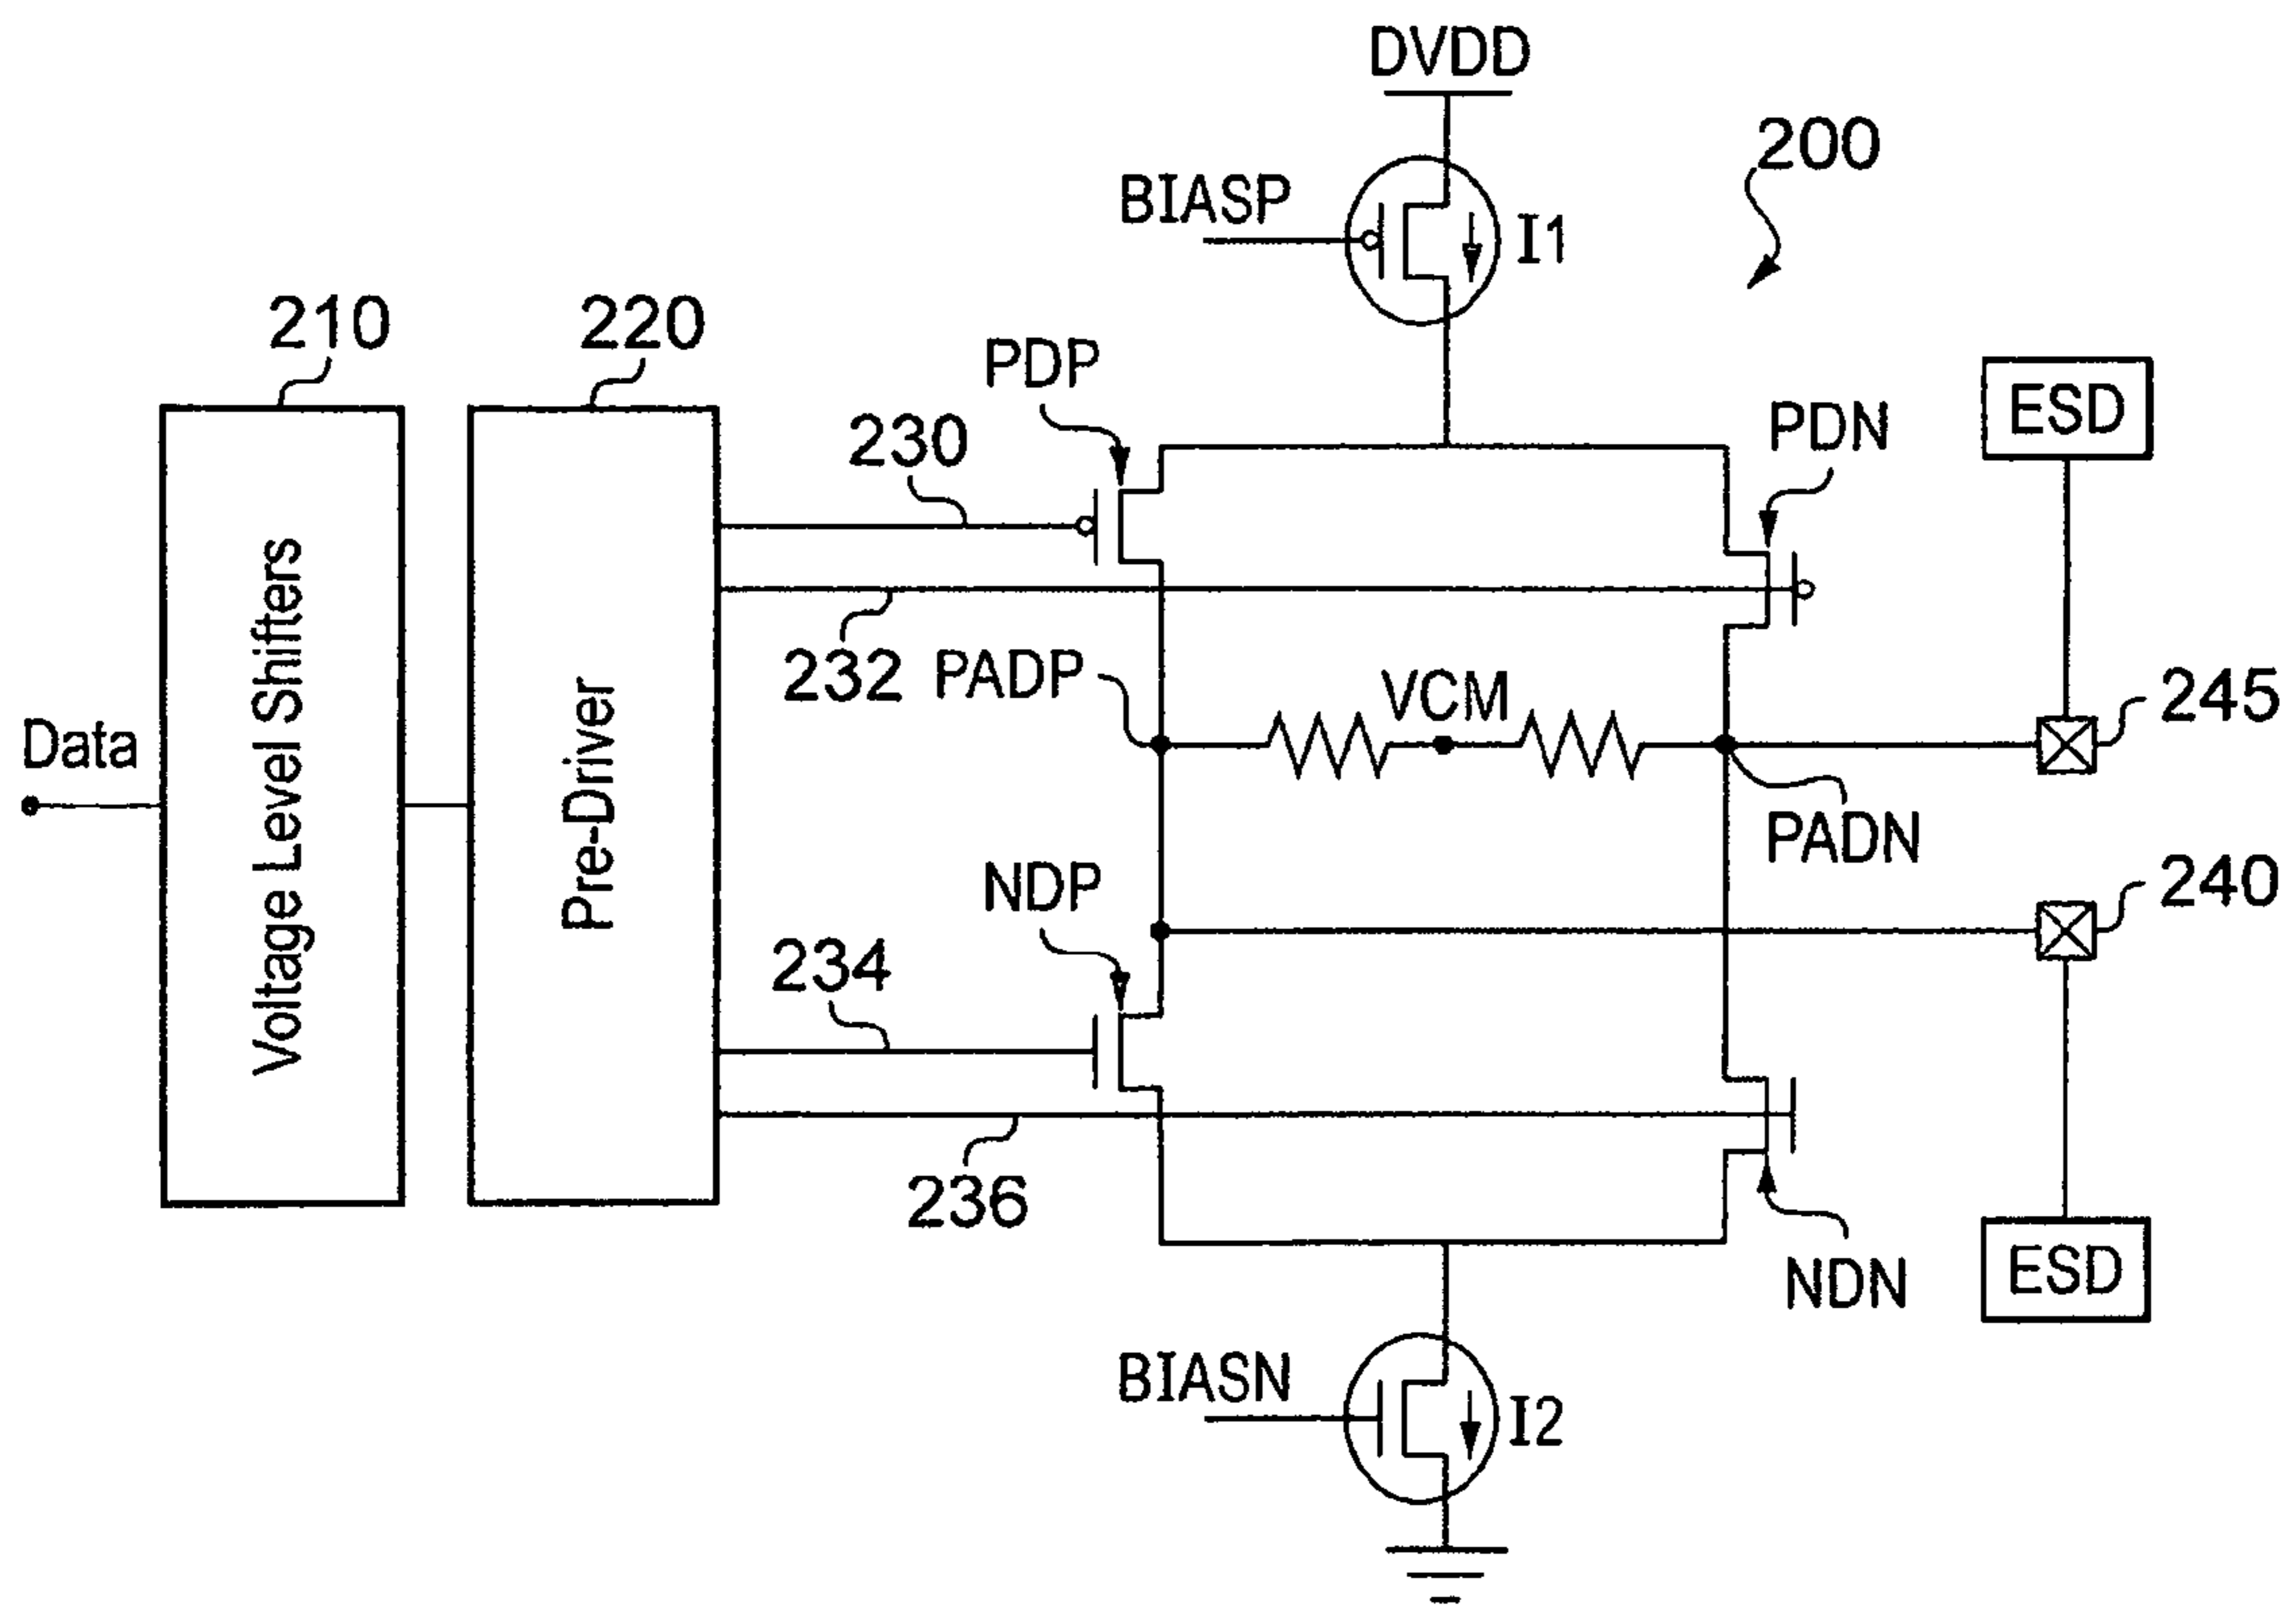 DVDD
200
BIASP
I1
210
220
PDP
ESD
PDN
230
232
PADP
VCM
245
Data
Voltage Level Shifters
Pre-Driver
PADN
NDP
240
234
236
NDN
ESD
BIASN
I2